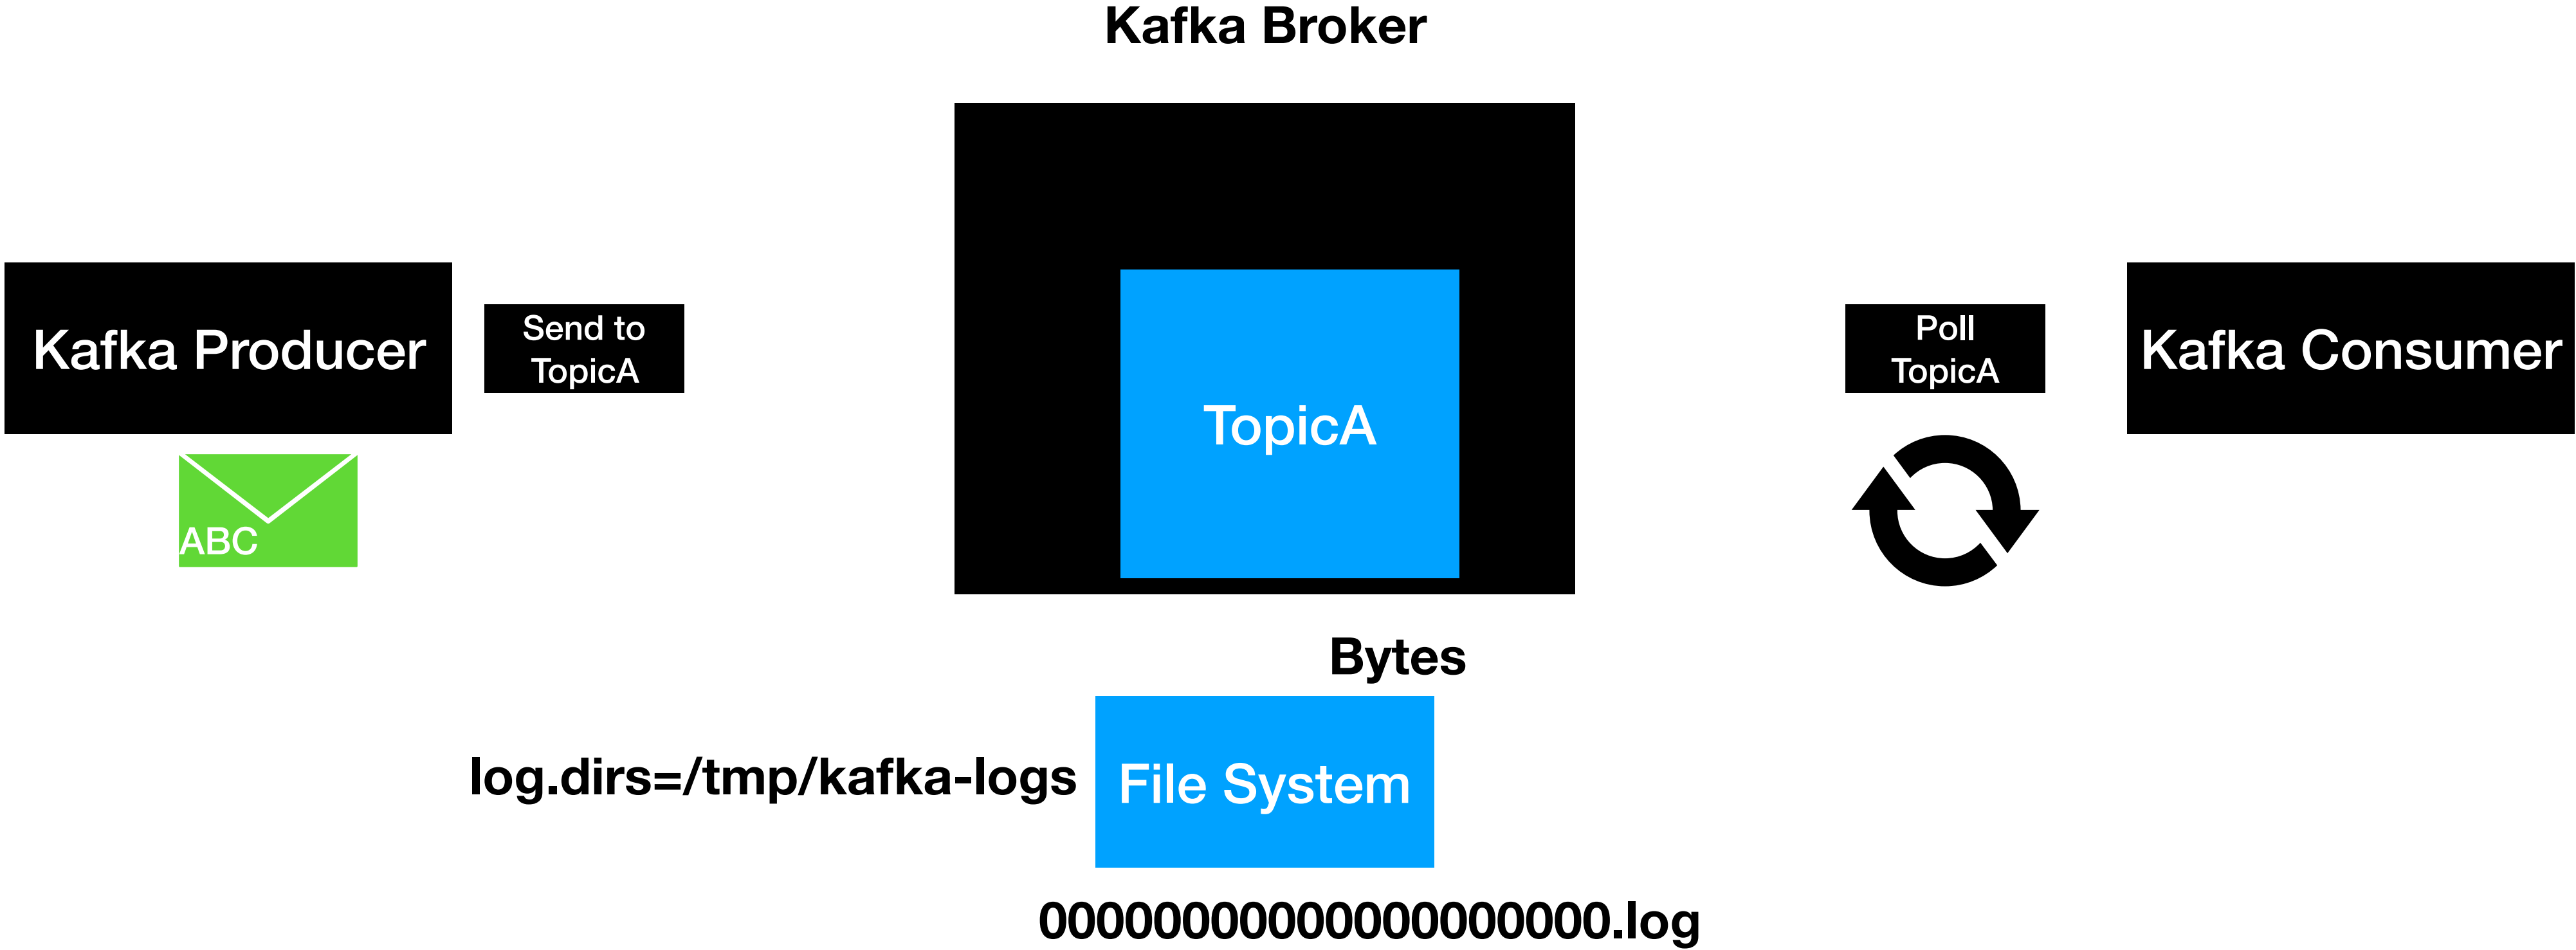 Kafka Broker
Kafka Producer
Send to
TopicA
TopicA
Poll
TopicA
Kafka Consumer
ABC
Bytes
log.dirs=/tmp/kafka-logs
File System
00000000000000000000.log